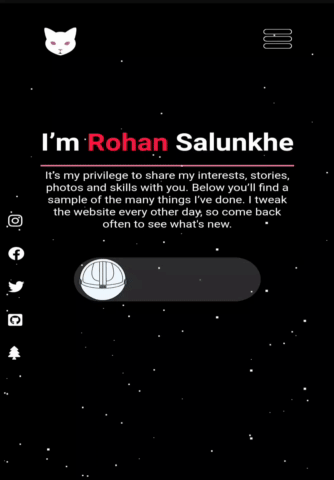 I’m Rohan Salunkhe
It's my privilege to share my interests, stories,
photos and skills with you. Below you’ll find a
sample of the many things I’ve done. I tweak
the website every other day, so come back
often to see what's new.